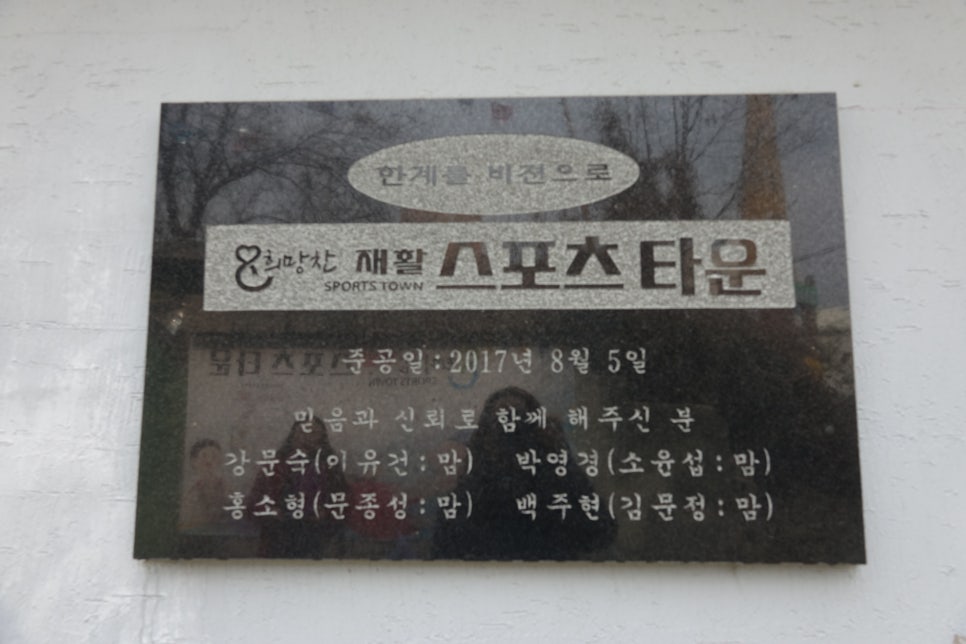 한계를 비전으로
희망찬 재활 스포츠 타운
SPORTS TOWN
준공일:2017년 8월 5일
믿음과 신뢰로 함께 해주신 분
강문숙(이유건:맘) 박영경(소윤섭:맘)
홍소형(문종성:맘) 백주현(김문정:맘)